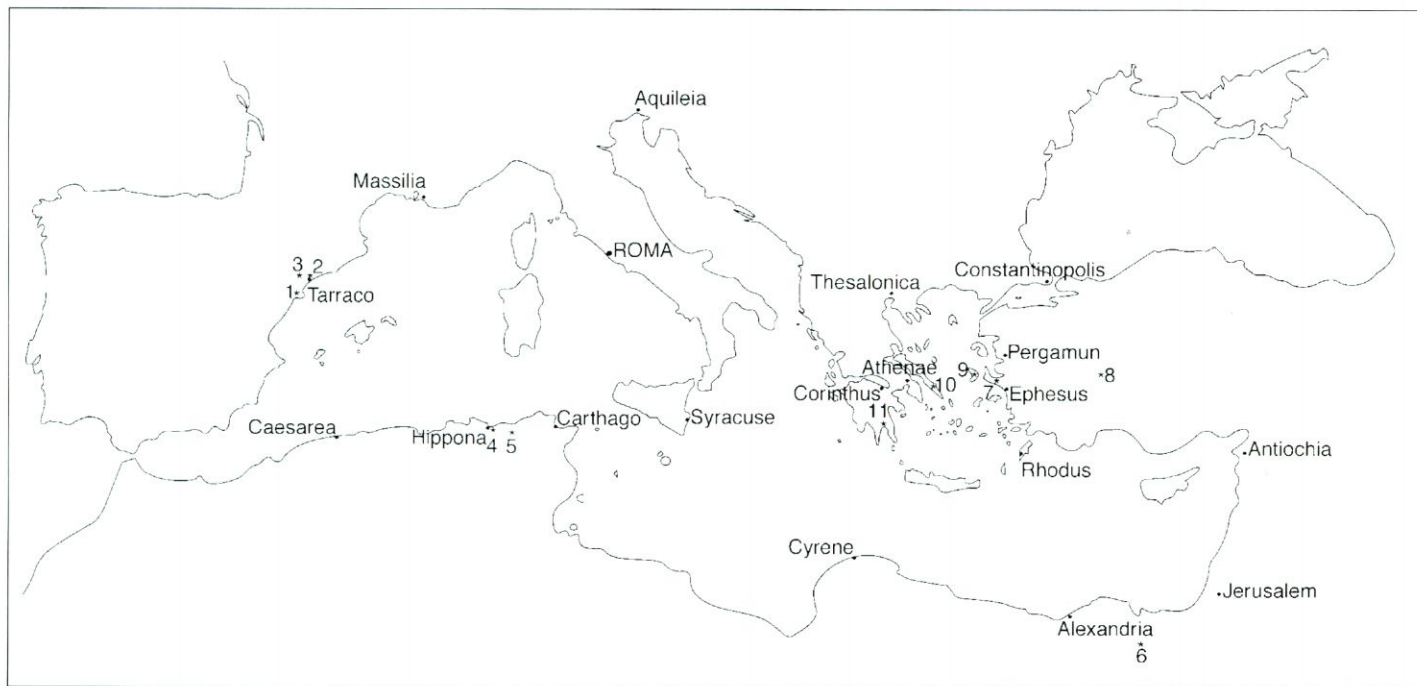 Aquileia
Massilia
2
ROMA
3
2
1
Tarraco
Thesalonica
Constantinopolis
Pergamun
8
Athenae
9
10
Corinthus
7
Ephesus
11
Caesarea
Hippona
4
5
Carthago
Syracuse
Rhodus
Antiochia
Cyrene
Jerusalem
Alexandria
6